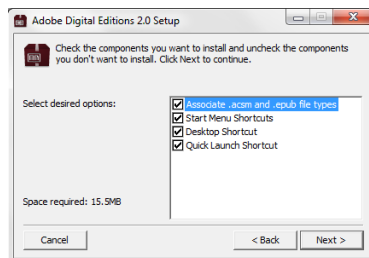 Adobe Digital Editions 2.0 Setup
Check the components you want to install and uncheck the components
you don't want to install. Click Next to continue.
Select desired options:
Associate .acsm and .epub file types
Start Menu Shortcuts
Desktop Shortcut
Quick Launch Shortcut
Space required: 15.5MB
Cancel
< Back
Next >